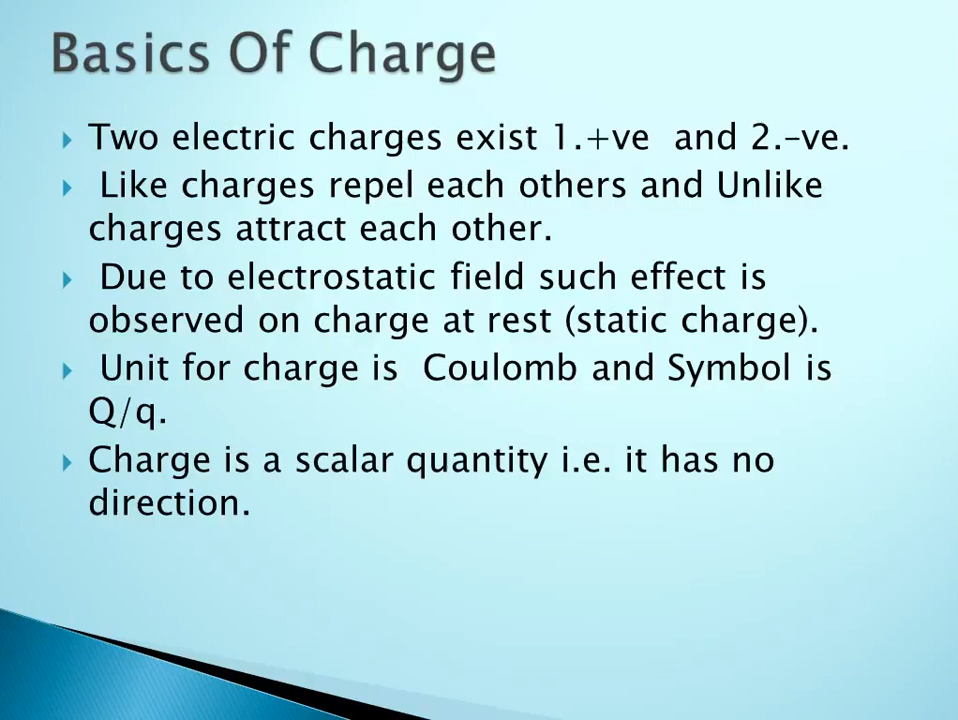 Basics Of Charge
Two electric charges exist 1.+ve  and 2.-ve.
Like charges repel each others and Unlike
charges attract each other.
Due to electrostatic field such effect is
observed on charge at rest (static charge).
Unit for charge is  Coulomb and Symbol is
Q/q.
Charge is a scalar quantity i.e. it has no
direction.